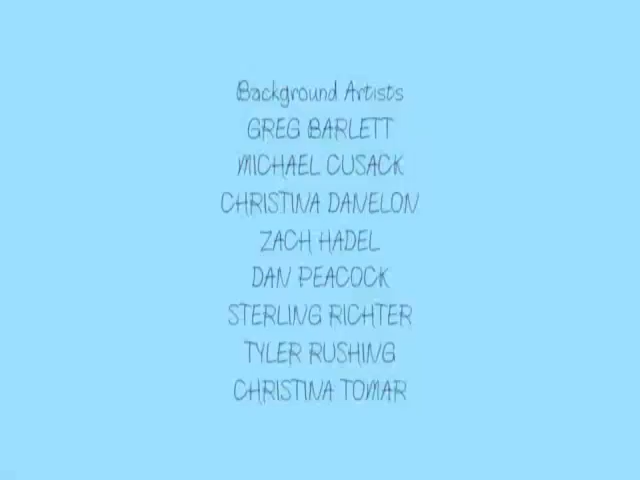 Background Artists
GREG BARLETT
MICHAEL CUSACK
CHRISTINA DANELON
ZACH HADEL
DAN PEACOCK
STERLING RICHTER
TYLER RUSHING
CHRISTINA TOMAR